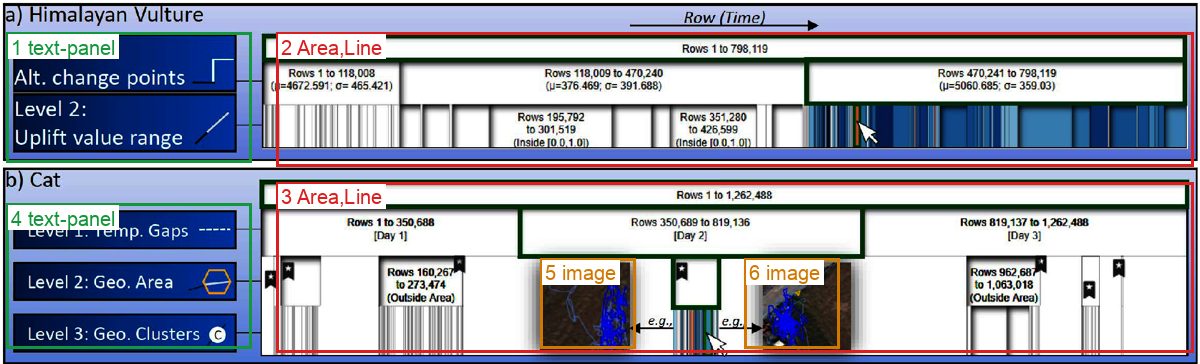 a) Himalayan Vulture
Row (Time)
1 text-panel
2 Area,Line
Rows 1 to 798,119
Alt. change points
Rows 1 to 118,008
(μ=4672.591; σ= 465.421)
Rows 118,009 to 470,240
(μ=376.469; σ= 391.688)
Rows 470,241 to 798,119
(μ=5060.685; σ= 359.03)
Level 2:
Uplift value range
Rows 195,792
to 301,519
(Inside [0.0,1.0])
Rows 351,280
to 426,599
(Inside [0.0,1.0])
b) Cat
3 Area,Line
Rows 1 to 1,262,488
4 text-panel
Level 1: Temp. Gaps
Rows 1 to 350,688
[Day 1]
Rows 350,689 to 819,136
[Day 2]
Rows 819,137 to 1,262,488
[Day 3]
Level 2: Geo. Area
Rows 160,267
to 273,474
(Outside Area)
5 image
6 image
Rows 962,687
to 1,063,018
(Outside Area)
Level 3: Geo. Clusters
C
e.g.,
e.g.,